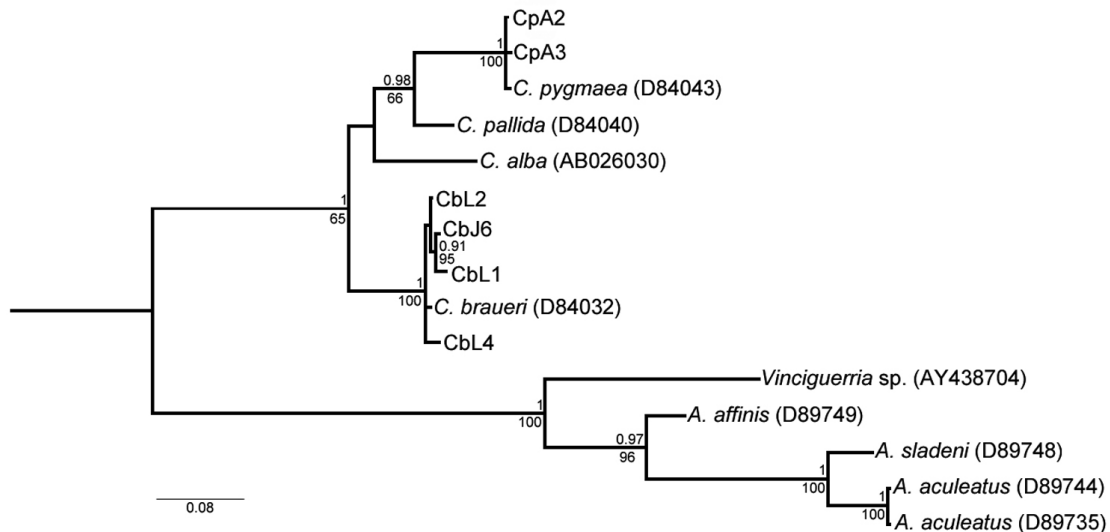 CpA2
1
100
CpA3
C. pygmaea (D84043)
0.98
66
C. pallida (D84040)
C. alba (AB026030)
1
65
CbL2
CbJ6
0.91
95
CbL1
1
100
C. braueri (D84032)
CbL4
Vinciguerria sp. (AY438704)
1
100
A. affinis (D89749)
0.97
96
A. sladeni (D89748)
1
100
A. aculeatus (D89744)
1
100
A. aculeatus (D89735)
0.08